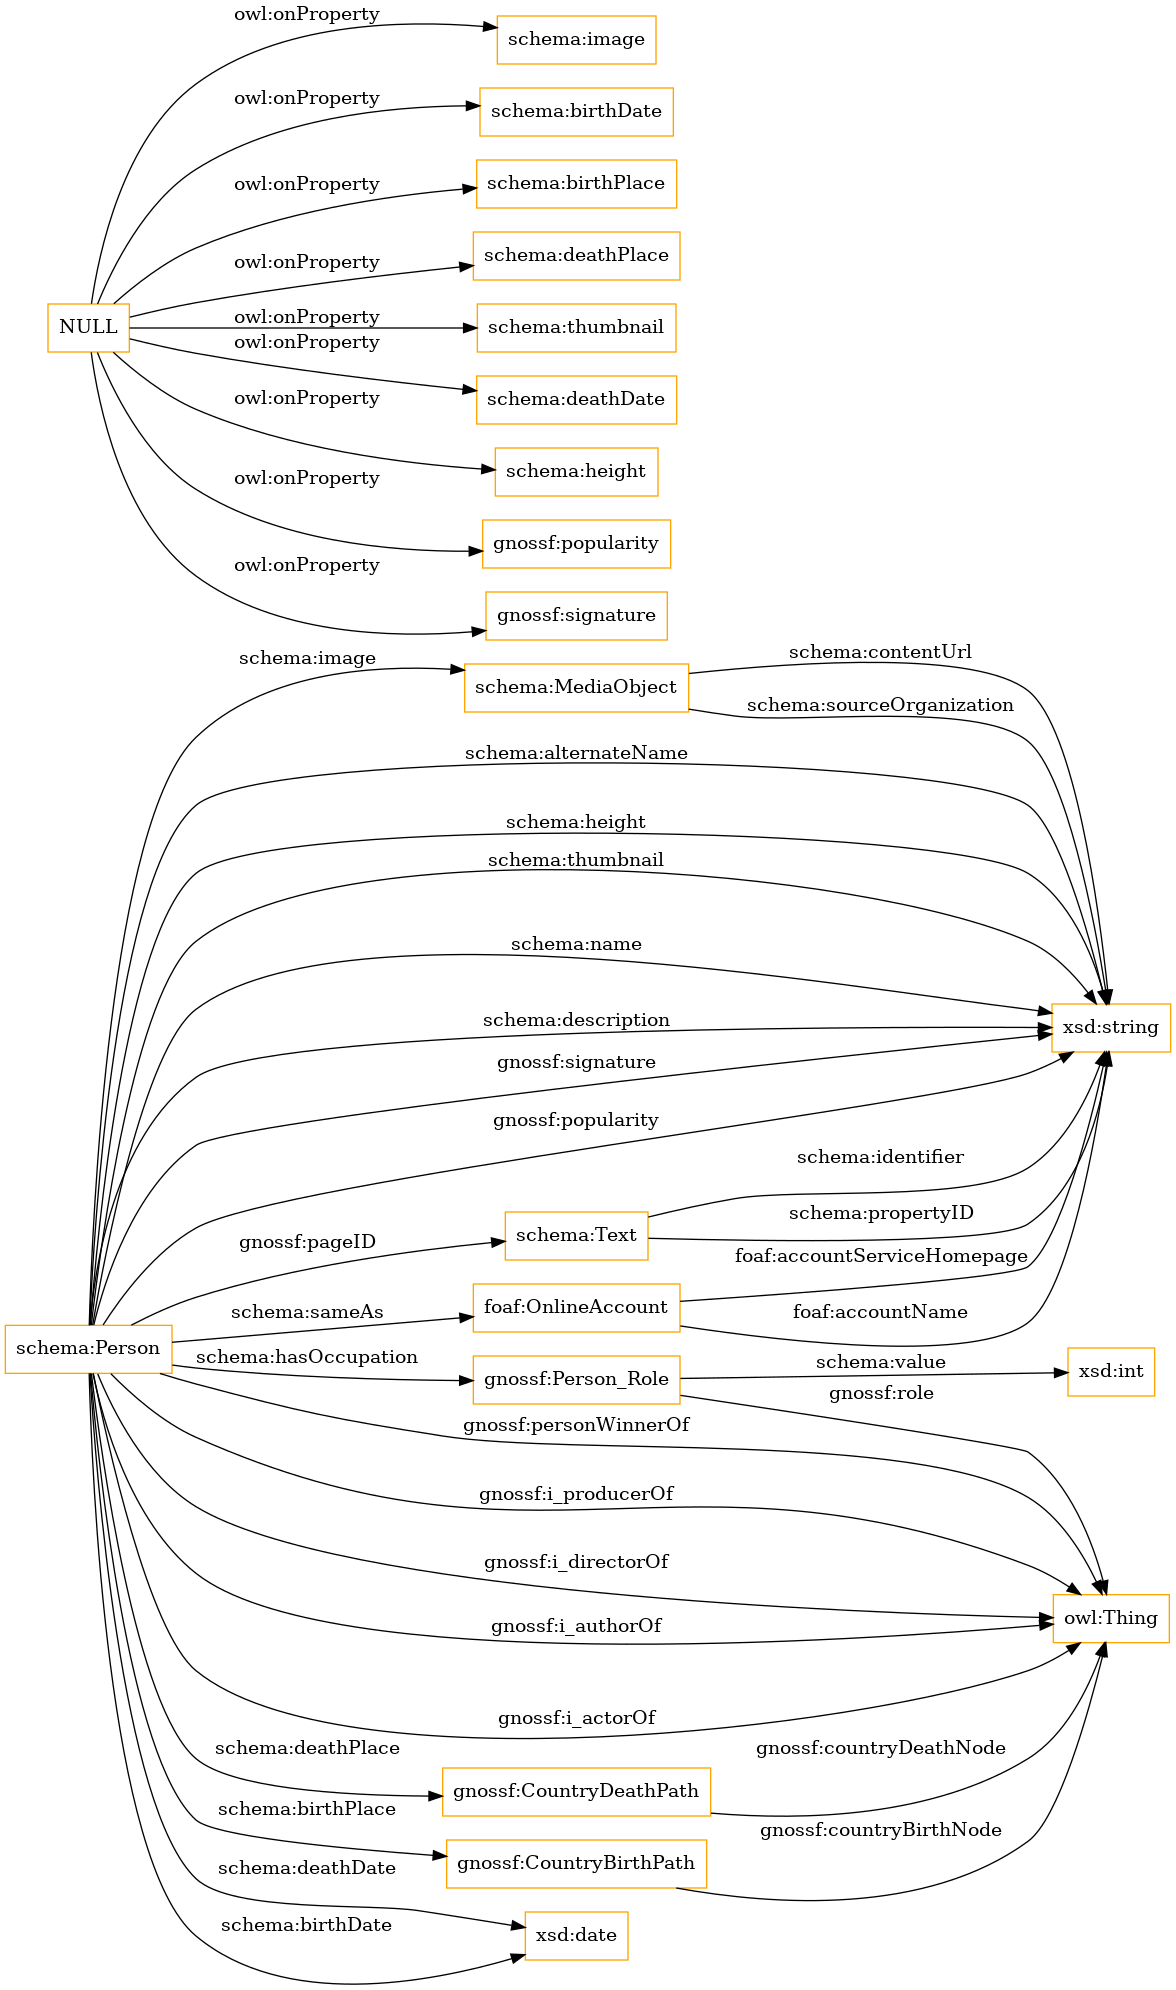 owl:onProperty
schema:image
owl:onProperty
schema:birthDate
owl:onProperty
schema:birthPlace
owl:onProperty
schema:deathPlace
NULL
owl:onProperty
schema:thumbnail
owl:onProperty
schema:deathDate
owl:onProperty
schema:height
owl:onProperty
gnossf:popularity
owl:onProperty
gnossf:signature
schema:image
schema:MediaObject
schema:contentUrl
schema:sourceOrganization
schema:alternateName
schema:height
schema:thumbnail
schema:name
schema:description
xsd:string
gnossf:signature
gnossf:popularity
schema:identifier
gnossf:pageID
schema:Text
schema:propertyID
foaf:accountServiceHomepage
schema:sameAs
foaf:OnlineAccount
foaf:accountName
schema:Person
schema:hasOccupation
gnossf:Person_Role
schema:value
xsd:int
gnossf:role
gnossf:personWinnerOf
gnossf:i_producerOf
gnossf:i_directorOf
owl:Thing
gnossf:i_authorOf
gnossf:i_actorOf
schema:deathPlace
gnossf:CountryDeathPath
gnossf:countryDeathNode
schema:birthPlace
gnossf:CountryBirthPath
gnossf:countryBirthNode
schema:deathDate
schema:birthDate
xsd:date